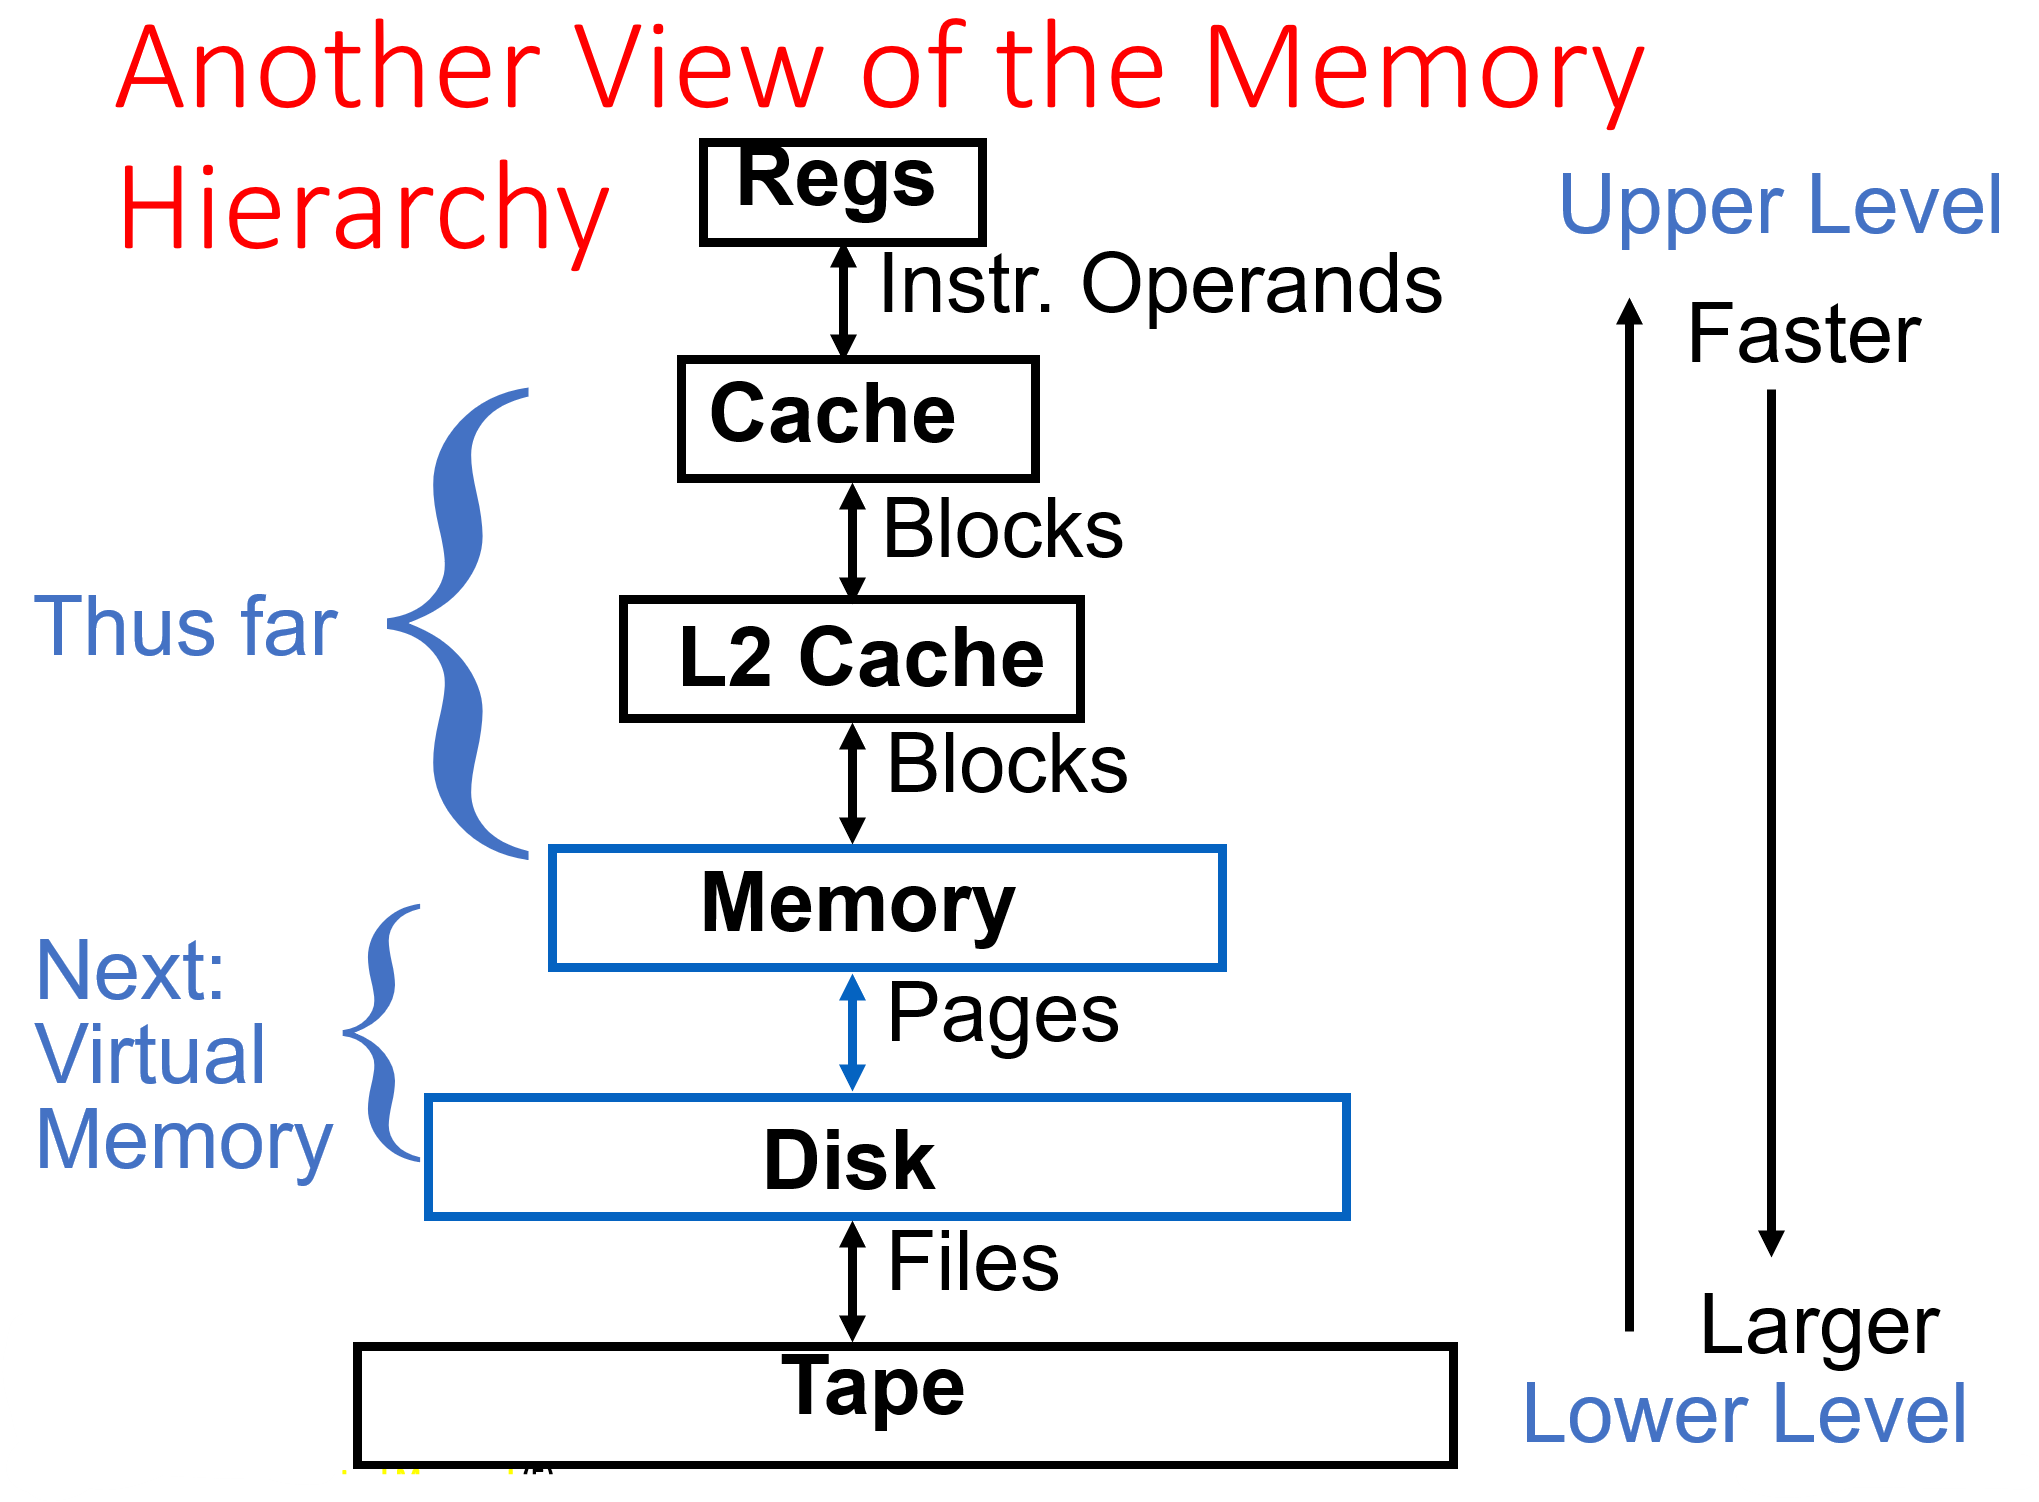 Another View of the Memory
Hierarchy
Regs
Upper Level
Instr. Operands
Faster
Cache
Blocks
Thus far
L2 Cache
Blocks
Memory
Next:
Virtual
Memory
Pages
Disk
Files
Larger
Tape
Lower Level